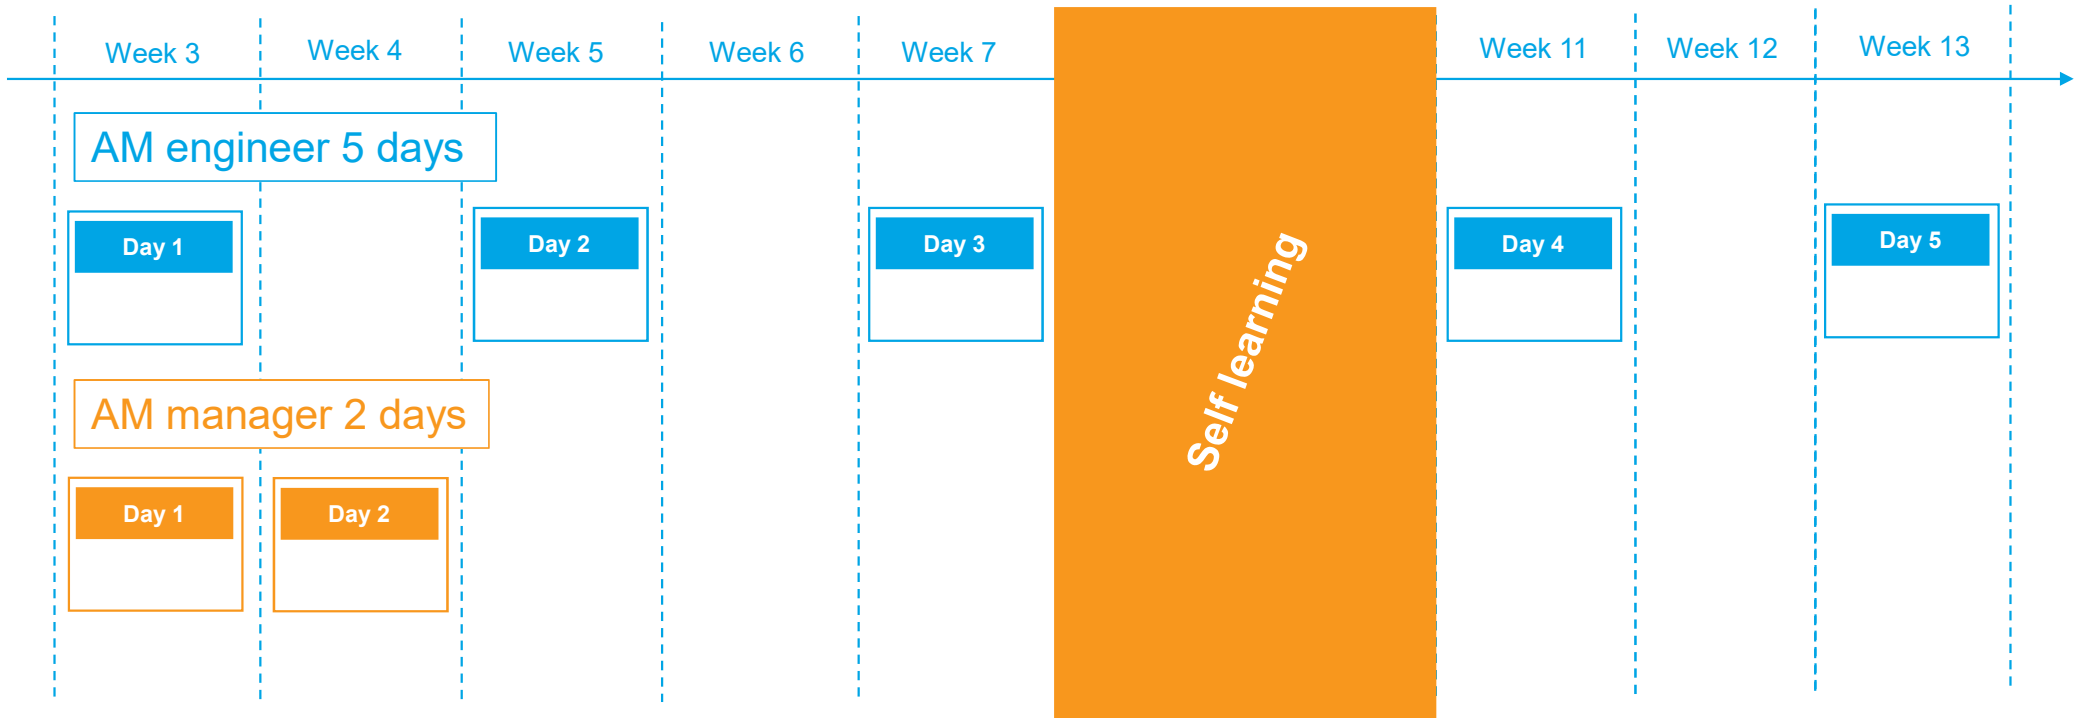 Week 3
Week 4
Week 5
Week 6
Week 7
Week 11
Week 12
Week 13
AM engineer 5 days
Day 1
Day 2
Day 3
Day 4
Day 5
Self learning
AM manager 2 days
Day 1
Day 2